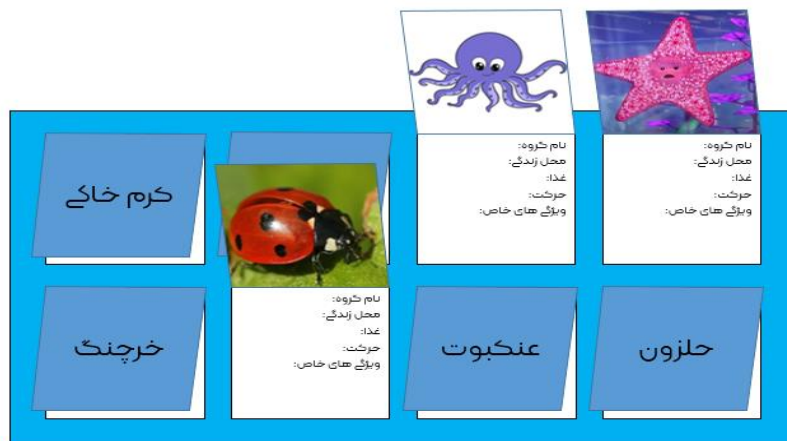 نام گروه:
محل زندگی:
غذا:
حرکت:
ویژگی های خاص:
نام گروه:
محل زندگی:
غذا:
حرکت:
ویژگی های خاص:
کرم خاکی
حلزون
عنکبوت
نام گروه:
محل زندگی:
غذا:
حرکت:
ویژگی های خاص:
خرچنگ